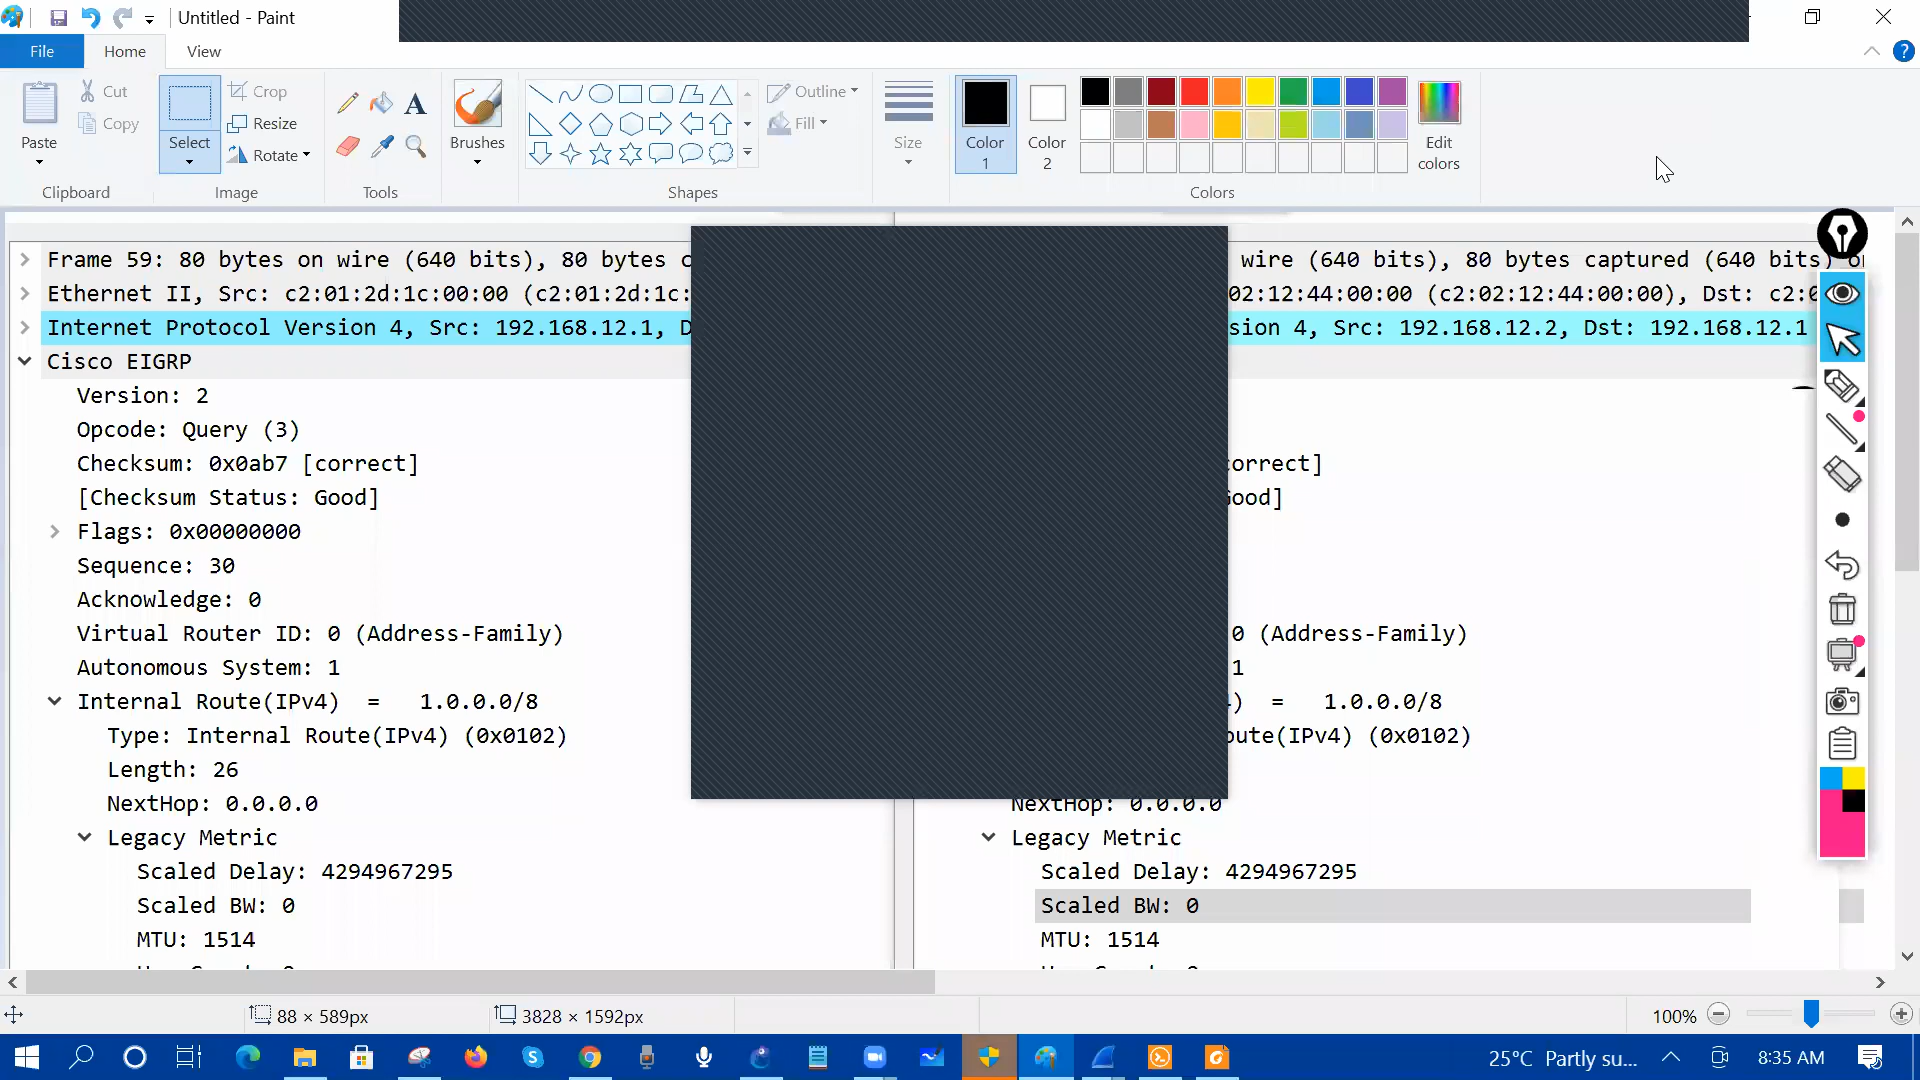 Untitled - Paint
File
Home
View
Paste
Cut
Copy
Clipboard
Select
Crop
Resize
Rotate
Image
Tools
Brushes
Shapes
Outline
Fill
Size
Color
1
Color
2
Edit
colors
Colors
Frame 59: 80 bytes on wire (640 bits), 80 bytes c
Ethernet II, Src: c2:01:2d:1c:00:00 (c2:01:2d:1c:
Internet Protocol Version 4, Src: 192.168.12.1, D
Cisco EIGRP
Version: 2
Opcode: Query (3)
Checksum: 0x0ab7 [correct]
[Checksum Status: Good]
Flags: 0x00000000
Sequence: 30
Acknowledge: 0
Virtual Router ID: 0 (Address-Family)
Autonomous System: 1
Internal Route(IPv4) = 1.0.0.0/8
Type: Internal Route(IPv4) (0x0102)
Length: 26
NextHop: 0.0.0.0
Legacy Metric
Scaled Delay: 4294967295
Scaled BW: 0
MTU: 1514
wire (640 bits), 80 bytes captured (640 bits)
02:12:44:00:00 (c2:02:12:44:00:00), Dst: c2:0
sion 4, Src: 192.168.12.2, Dst: 192.168.12.1
orrect]
ood]
0 (Address-Family)
1
) = 1.0.0.0/8
oute(IPv4) (0x0102)
NextHop: 0.0.0.0
Legacy Metric
Scaled Delay: 4294967295
Scaled BW: 0
MTU: 1514
88 × 589px
3828 × 1592px
100%
25°C Partly su...
8:35 AM